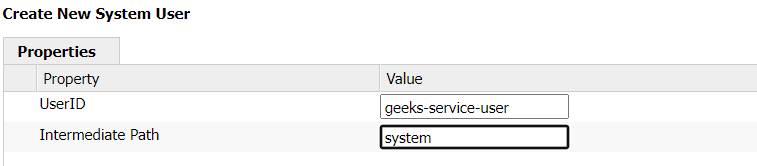 Create New System User
Properties
Property Value
UserID geeks-service-user
Intermediate Path system